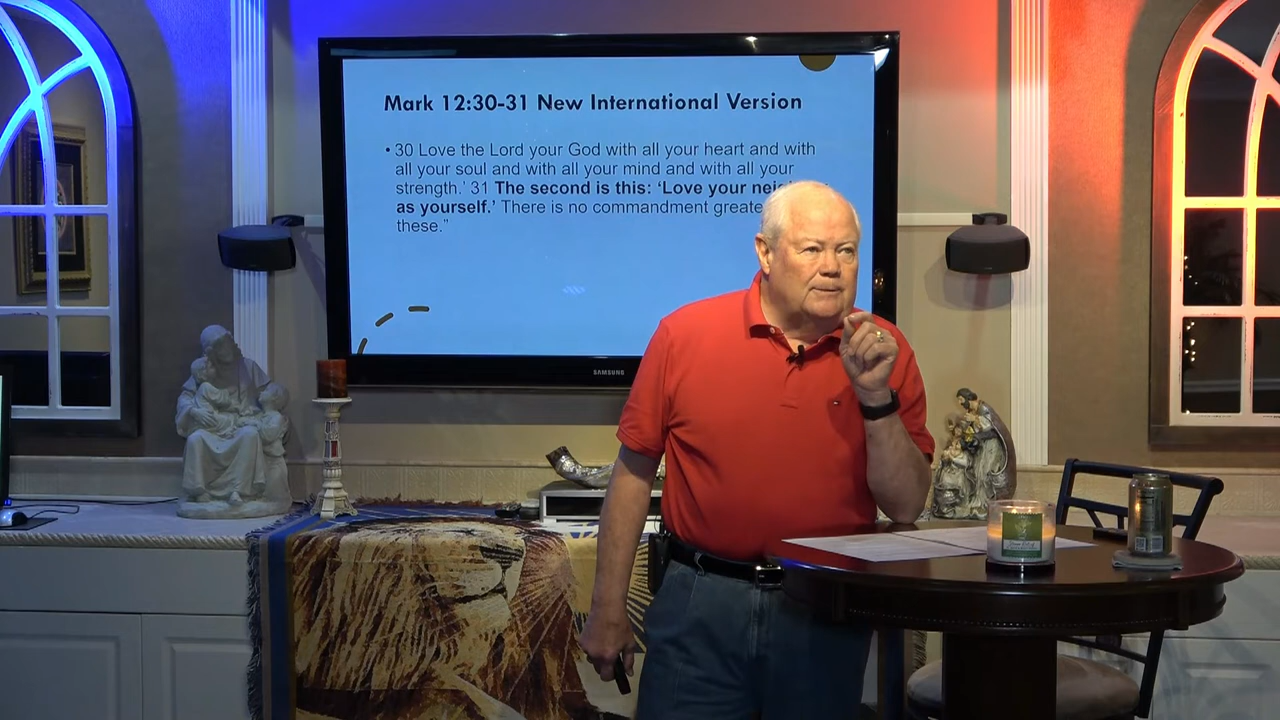 Mark 12:30-31 New International Version
• 30 Love the Lord your God with all your heart and with
all your soul and with all your mind and with all your
strength.' 31 The second is this: ‘Love your
as yourself.’ There is no commandment
these.”
SAMSUNG